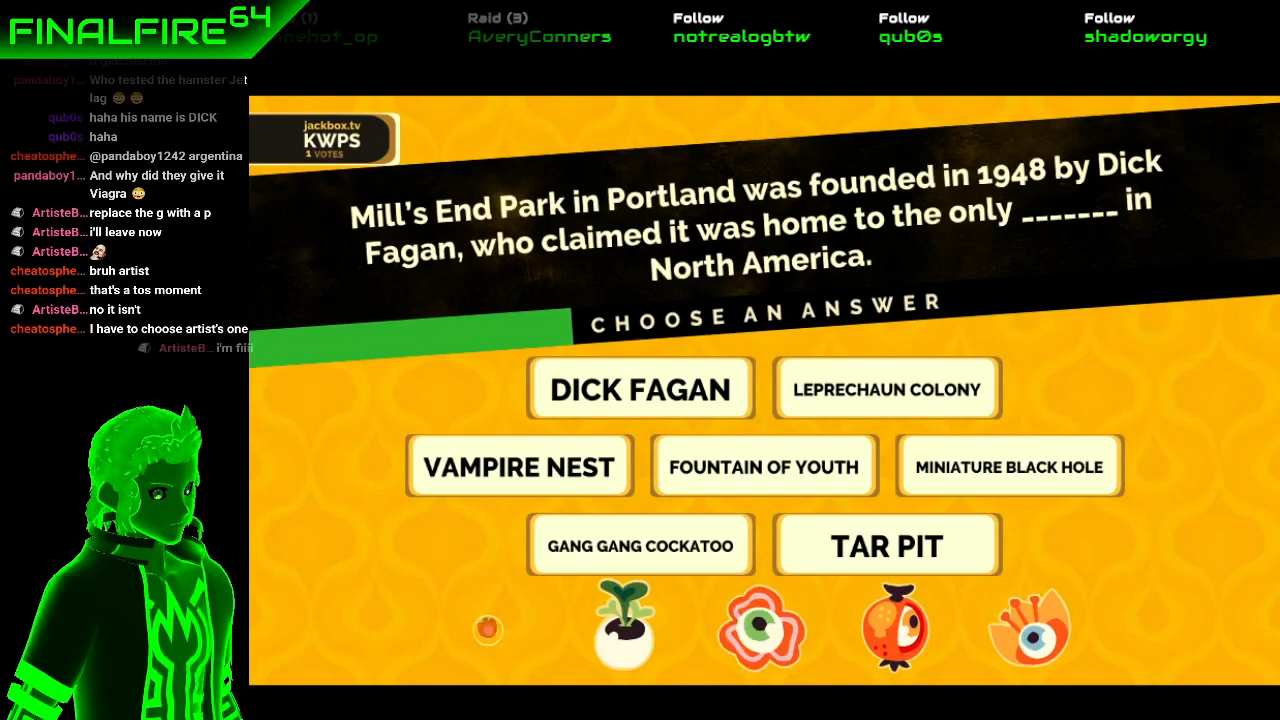 FINALFIRE64
Raid (3)
AveryConners
Follow
notrealogbtw
Follow
qub0s
Follow
shadoworgy
pandaboy1... Who tested the hamster Jet
lag
qub0s haha his name is DICK
qub0s haha
cheatosphe... @pandaboy1242 argentina
pandaboy1... And why did they give it
Viagra
ArtisteB... replace the g with a p
ArtisteB... i'll leave now
ArtisteB...
cheatosphe... bruh artist
cheatosphe... that's a tos moment
ArtisteB... no it isn't
cheatosphe... I have to choose artist's one
ArtisteB... i'm fiiil
jackbox.tv
KWPS
1 VOTES
Mill's End Park in Portland was founded in 1948 by Dick
Fagan, who claimed it was home to the only _______ in
North America.
CHOOSE AN ANSWER
DICK FAGAN
LEPRECHAUN COLONY
VAMPIRE NEST
FOUNTAIN OF YOUTH
MINIATURE BLACK HOLE
GANG GANG COCKATOO
TAR PIT